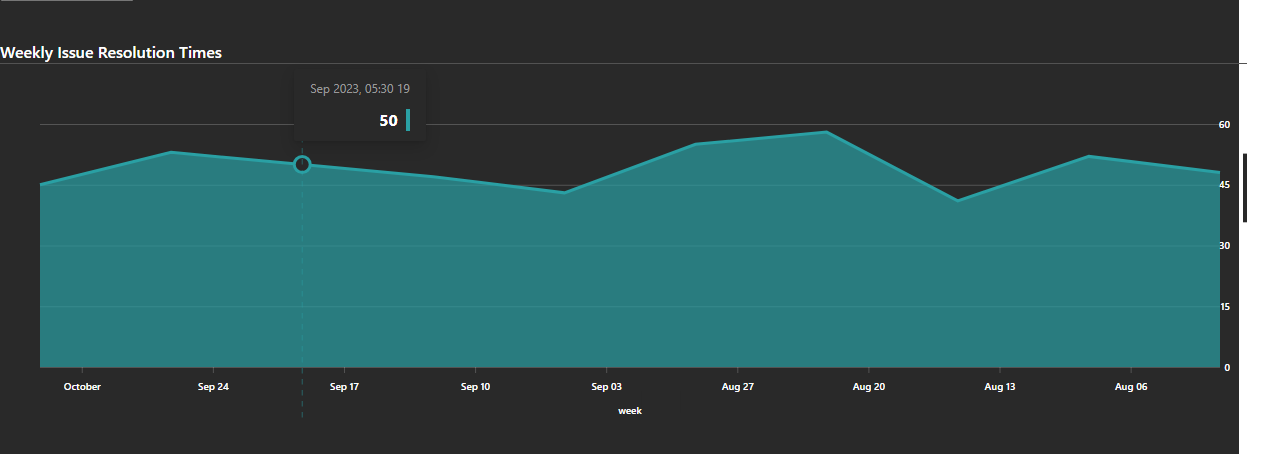 Weekly Issue Resolution Times
Sep 2023, 05:30 19
50
60
45
30
15
0
October Sep 24 Sep 17 Sep 10 Sep 03 Aug 27 Aug 20 Aug 13 Aug 06
week